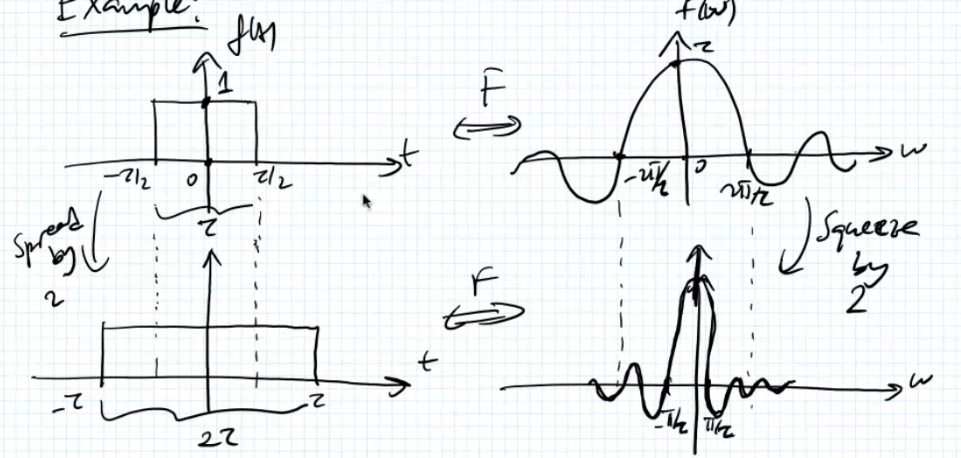 Example:
f(t)
1
t
-τ/2
0
τ/2
τ
F
F(ω)
τ
ω
-2π/τ
0
2π/τ
Spread
by
2
Squeeze
by
2
t
-τ
τ
2τ
F
ω
-π/τ
π/τ